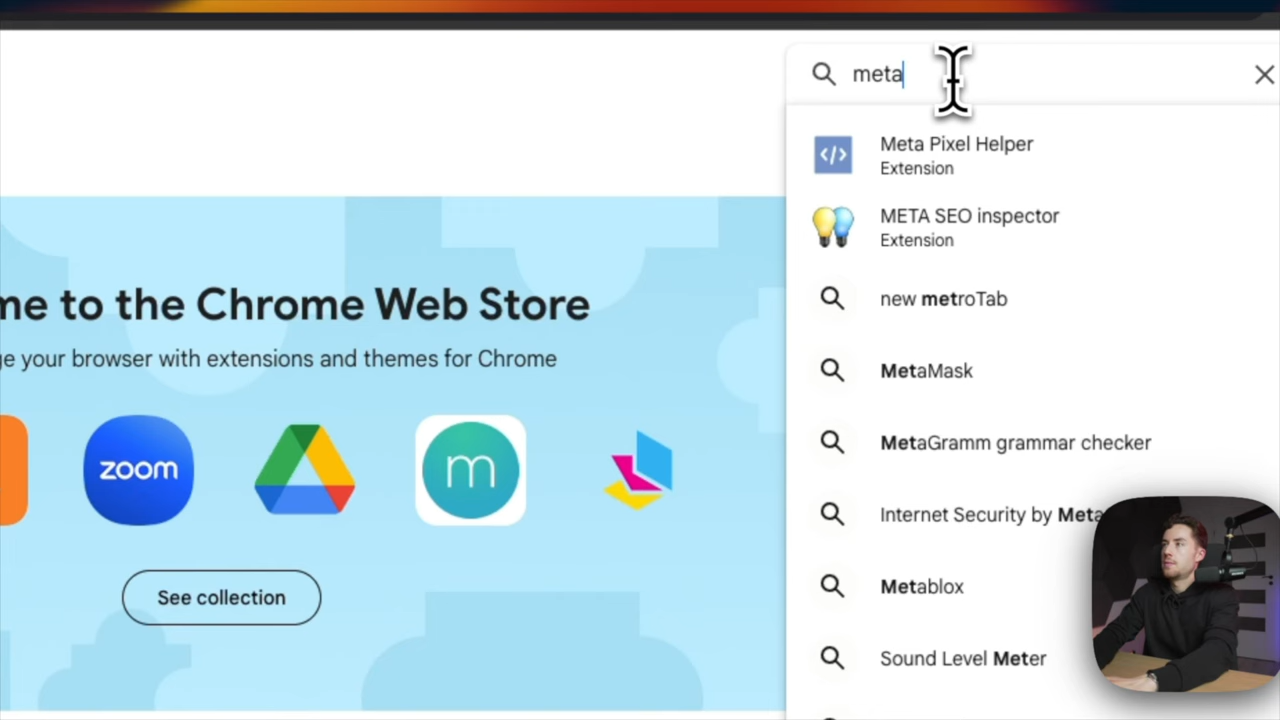 meta
Meta Pixel Helper
Extension
META SEO inspector
Extension
new metroTab
MetaMask
MetaGramm grammar checker
Internet Security by Meta
Metablox
Sound Level Meter
me to the Chrome Web Store
ge your browser with extensions and themes for Chrome
zoom
m
See collection